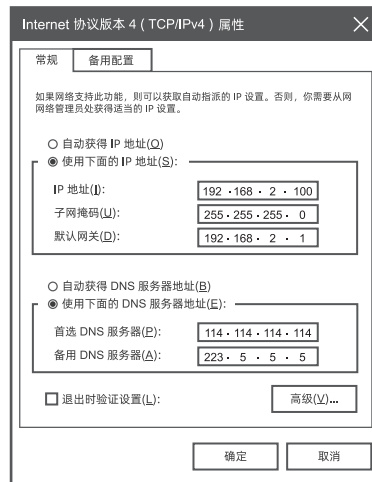 Internet 协议版本 4 ( TCP/IPv4 ) 属性
常规 备用配置
如果网络支持此功能，则可以获取自动指派的 IP 设置。否则，你需要从网
网络管理员处获得适当的 IP 设置。
自动获得 IP 地址(O)
使用下面的 IP 地址(S):
IP 地址(I): 192 . 168 . 2 . 100
子网掩码(U): 255 . 255 . 255 . 0
默认网关(D): 192 . 168 . 2 . 1
自动获得 DNS 服务器地址(B)
使用下面的 DNS 服务器地址(E):
首选 DNS 服务器(P): 114 . 114 . 114 . 114
备用 DNS 服务器(A): 223 . 5 . 5 . 5
退出时验证设置(L): 高级(V)...
确定 取消